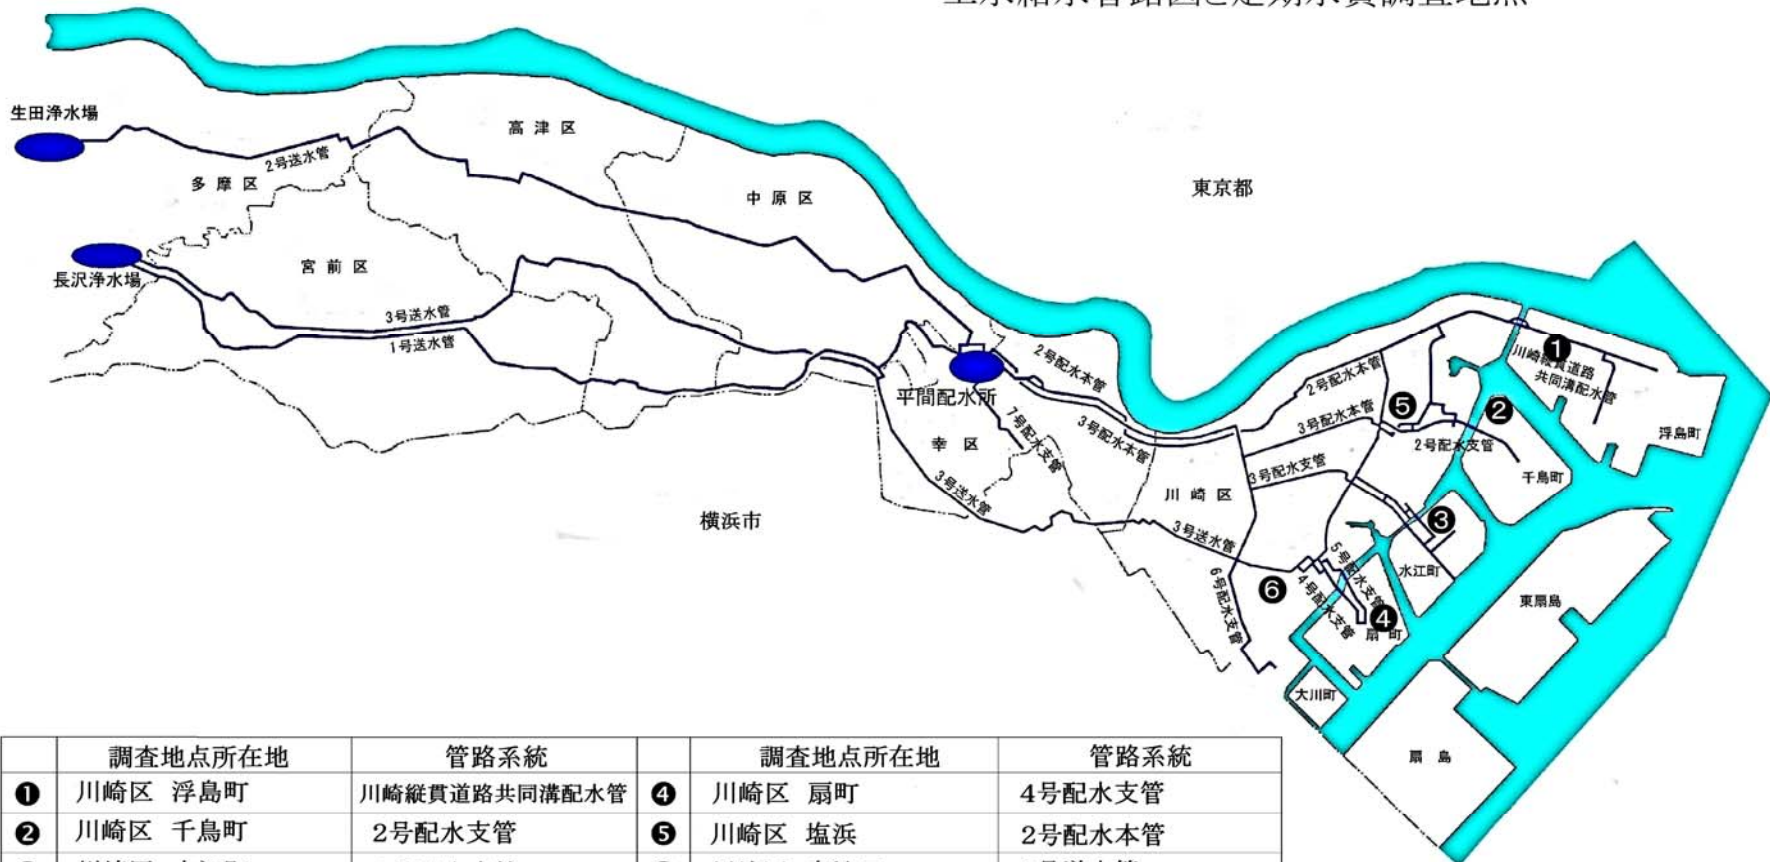 生田浄水場
高津区
2号送水管
多摩区
中原区
東京都
長沢浄水場
宮前区
3号送水管
1号送水管
2号配水本管
平間配水所
7号配水支管
3号配水本管
幸区
3号送水管
横浜市
2号配水本管
3号配水本管
3号配水支管
川崎区
3号送水管
6号配水支管
❶
川崎縦貫道路
共同溝配水管
❷
❺
2号配水支管
浮島町
千鳥町
❸
水江町
5号配水支管
4号配水支管
❹
扇町
❻
東扇島
大川町
扇島
調査地点所在地 管路系統 調査地点所在地 管路系統
❶ 川崎区 浮島町 川崎縦貫道路共同溝配水管 ❹ 川崎区 扇町 4号配水支管
❷ 川崎区 千鳥町 2号配水支管 ❺ 川崎区 塩浜 2号配水本管